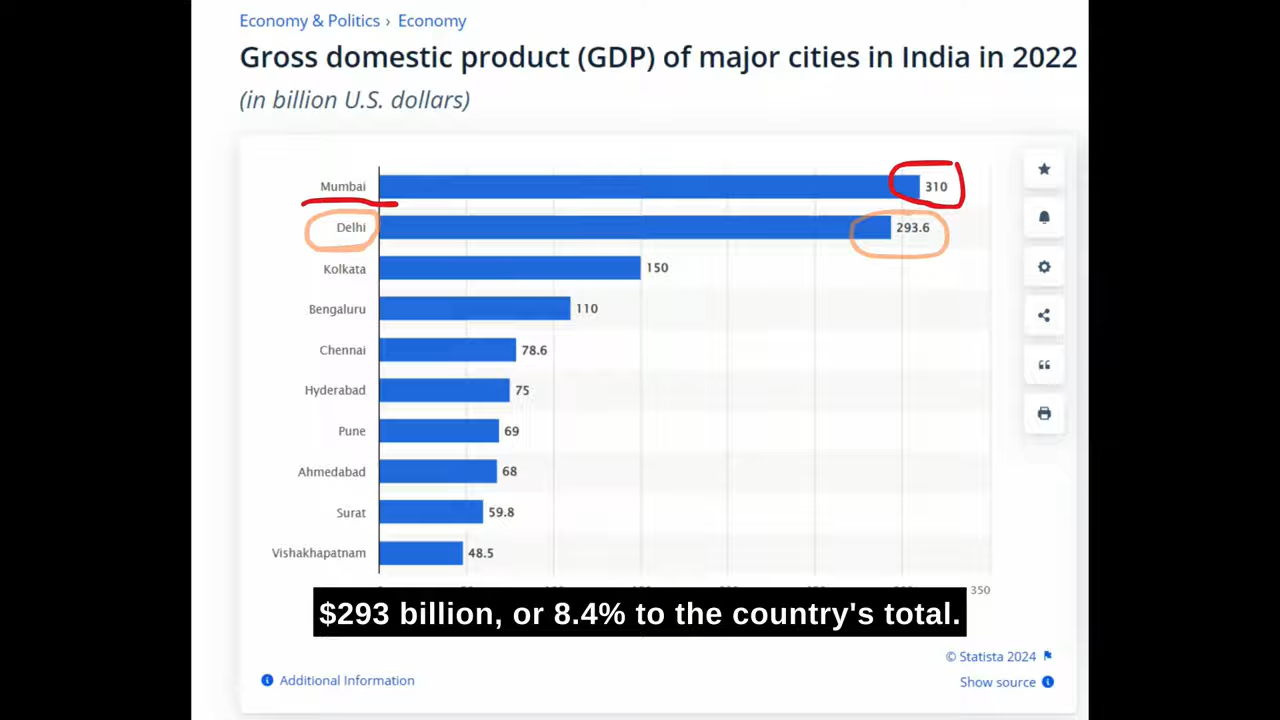 Economy & Politics › Economy
Gross domestic product (GDP) of major cities in India in 2022
(in billion U.S. dollars)
Mumbai 310
Delhi 293.6
Kolkata 150
Bengaluru 110
Chennai 78.6
Hyderabad 75
Pune 69
Ahmedabad 68
Surat 59.8
Vishakhapatnam 48.5
350
$293 billion, or 8.4% to the country's total.
© Statista 2024
Additional Information
Show source